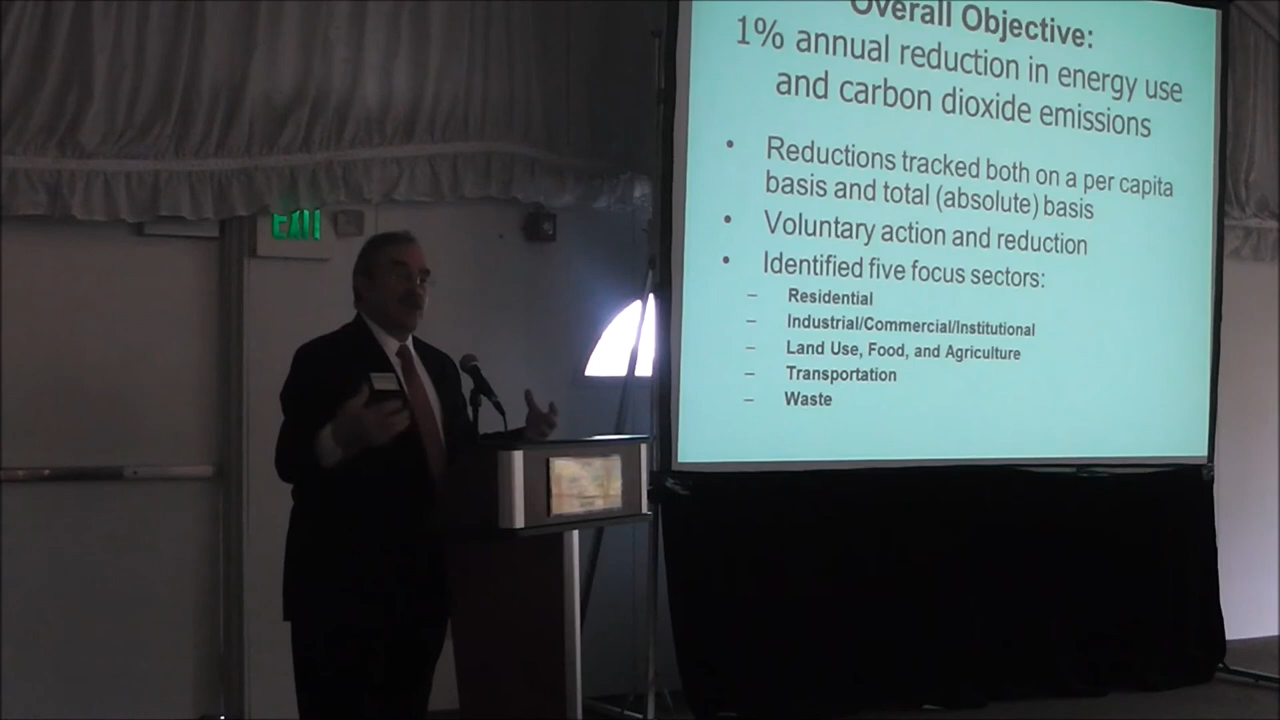 Overall Objective:
1% annual reduction in energy use
and carbon dioxide emissions
• Reductions tracked both on a per capita
basis and total (absolute) basis
• Voluntary action and reduction
• Identified five focus sectors:
– Residential
– Industrial/Commercial/Institutional
– Land Use, Food, and Agriculture
– Transportation
– Waste
EXIT